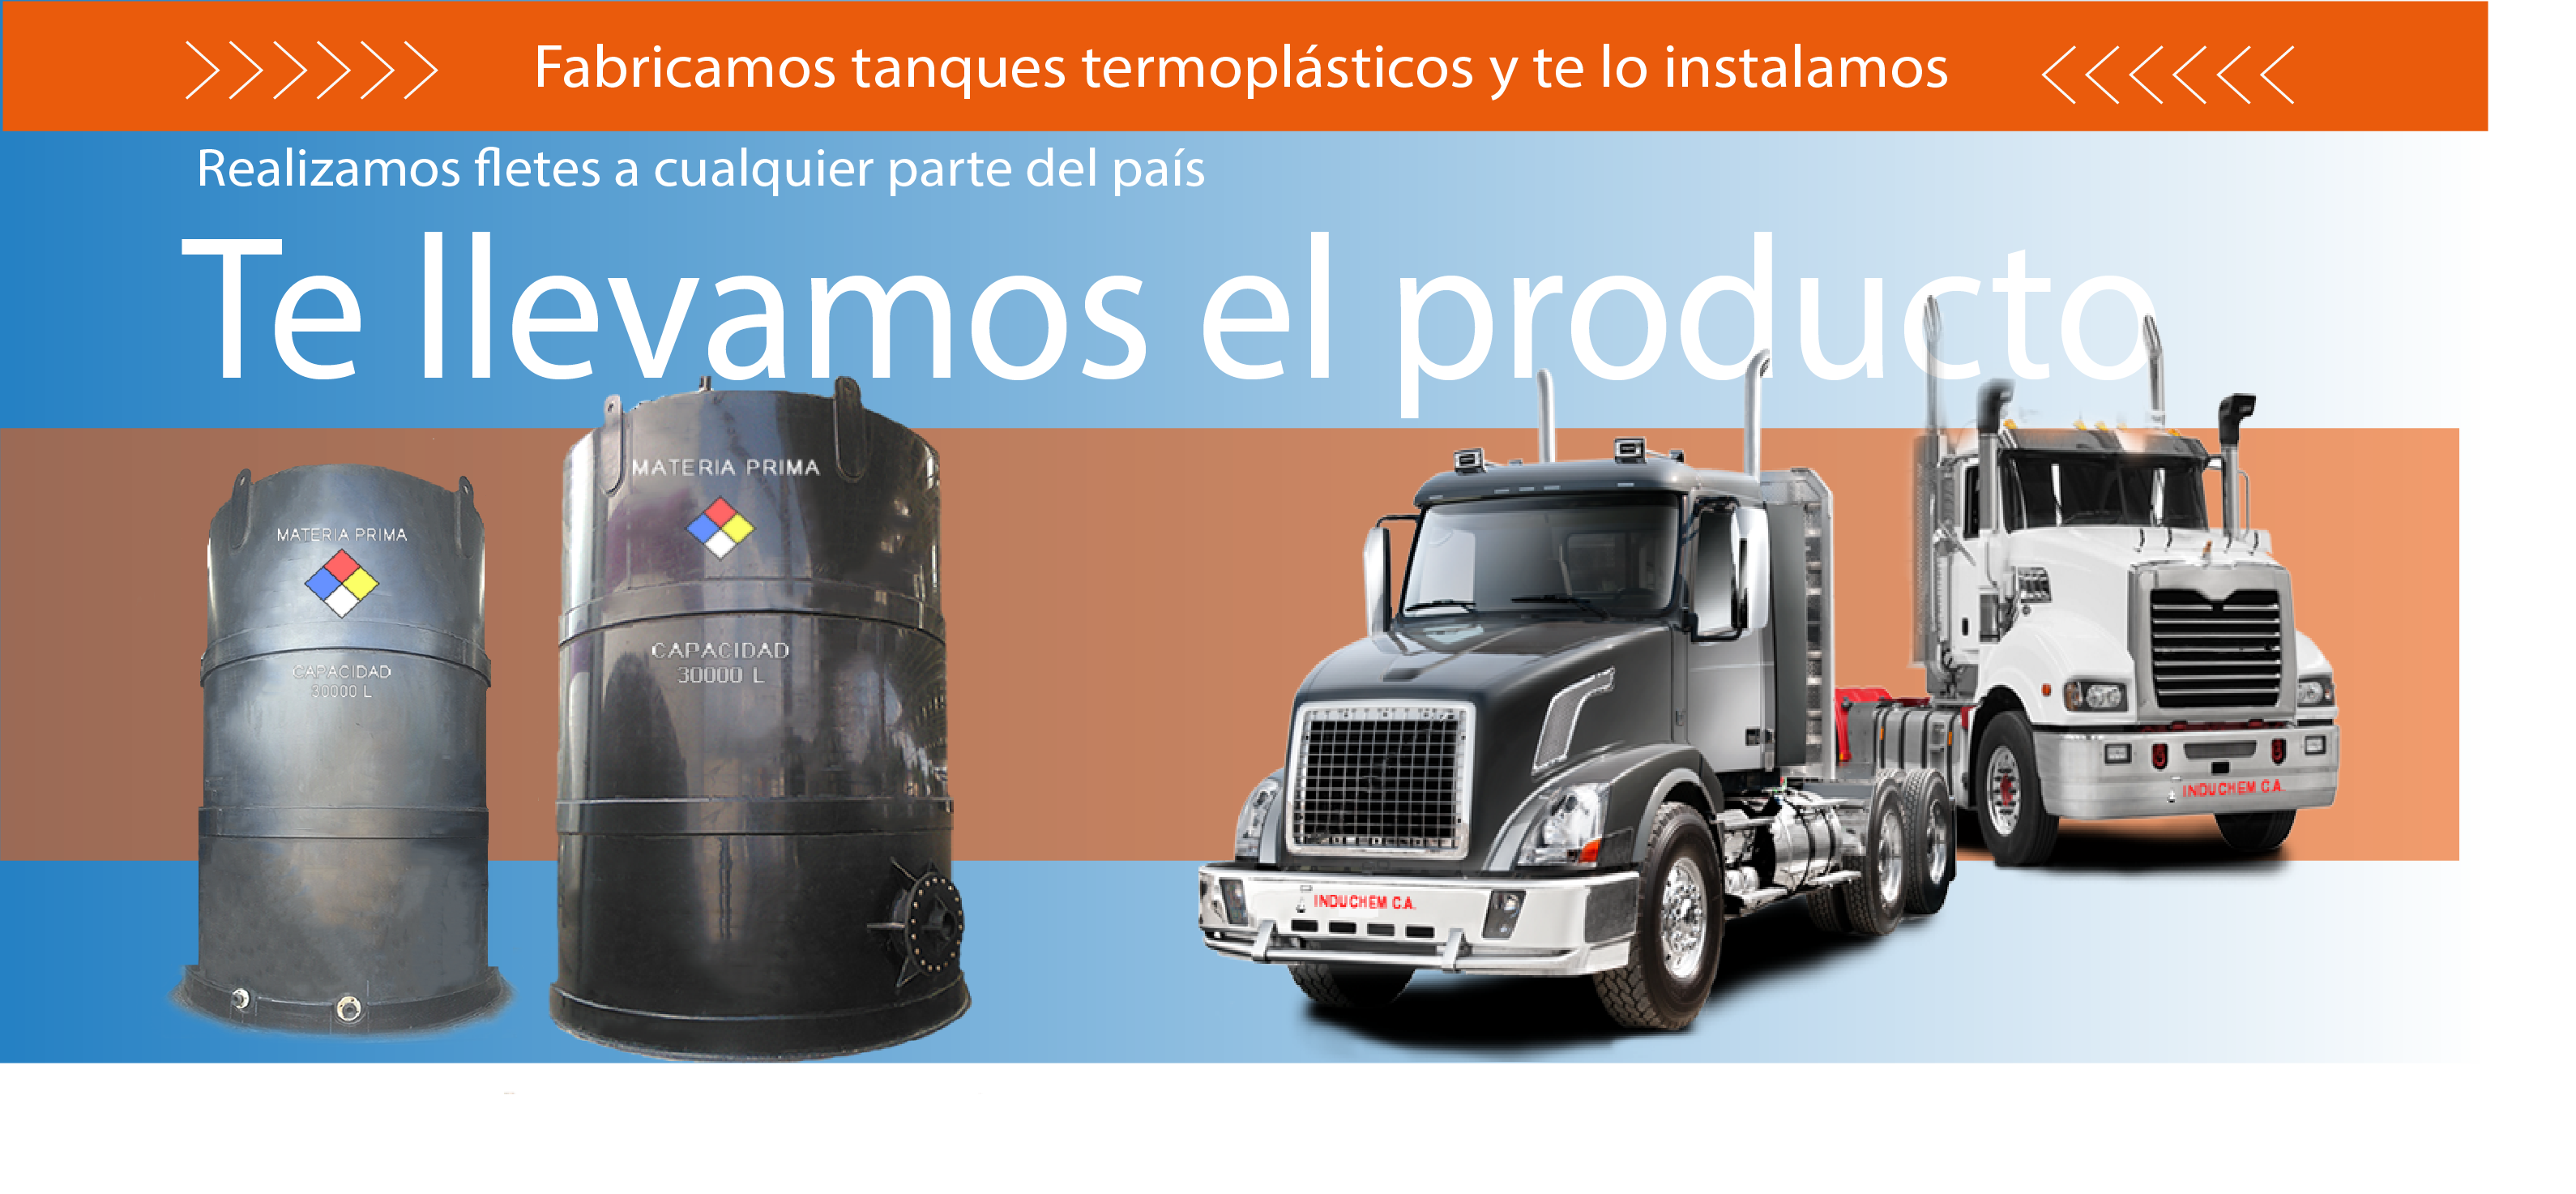 Fabricamos tanques termoplásticos y te lo instalamos
Realizamos fletes a cualquier parte del país
Te llevamos el producto
MATERIA PRIMA
CAPACIDAD
30000 L
MATERIA PRIMA
CAPACIDAD
30000 L
INDUCHEM C.A.
INDUCHEM C.A.